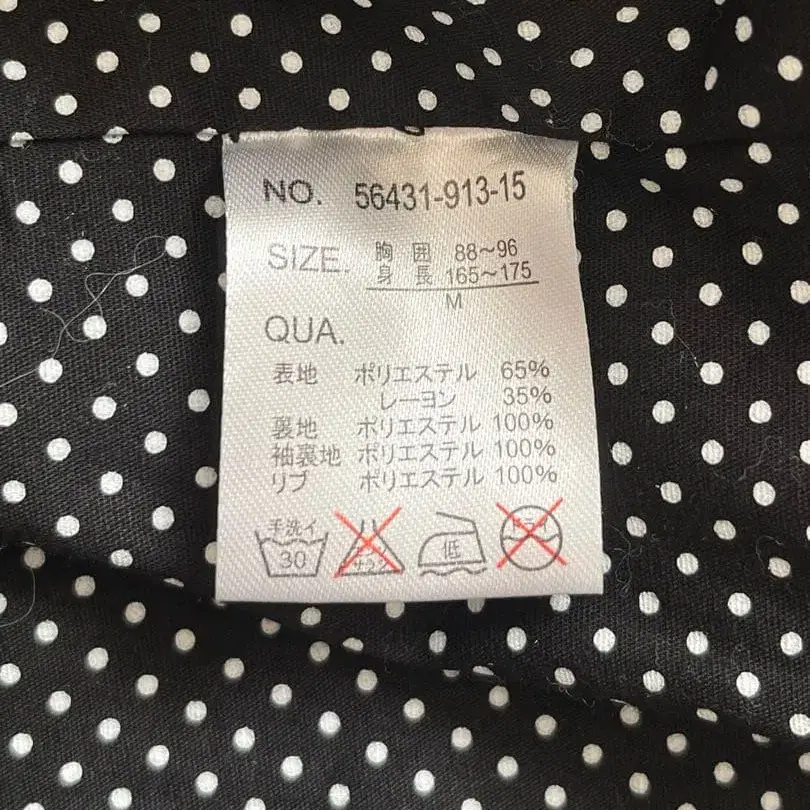 NO. 56431-913-15
SIZE. 胸 囲 88〜96
身 長 165〜175
M
QUA.
表地 ポリエステル 65%
レーヨン 35%
裏地 ポリエステル 100%
袖裏地 ポリエステル 100%
リブ ポリエステル 100%
手洗イ 30 低 ドライ